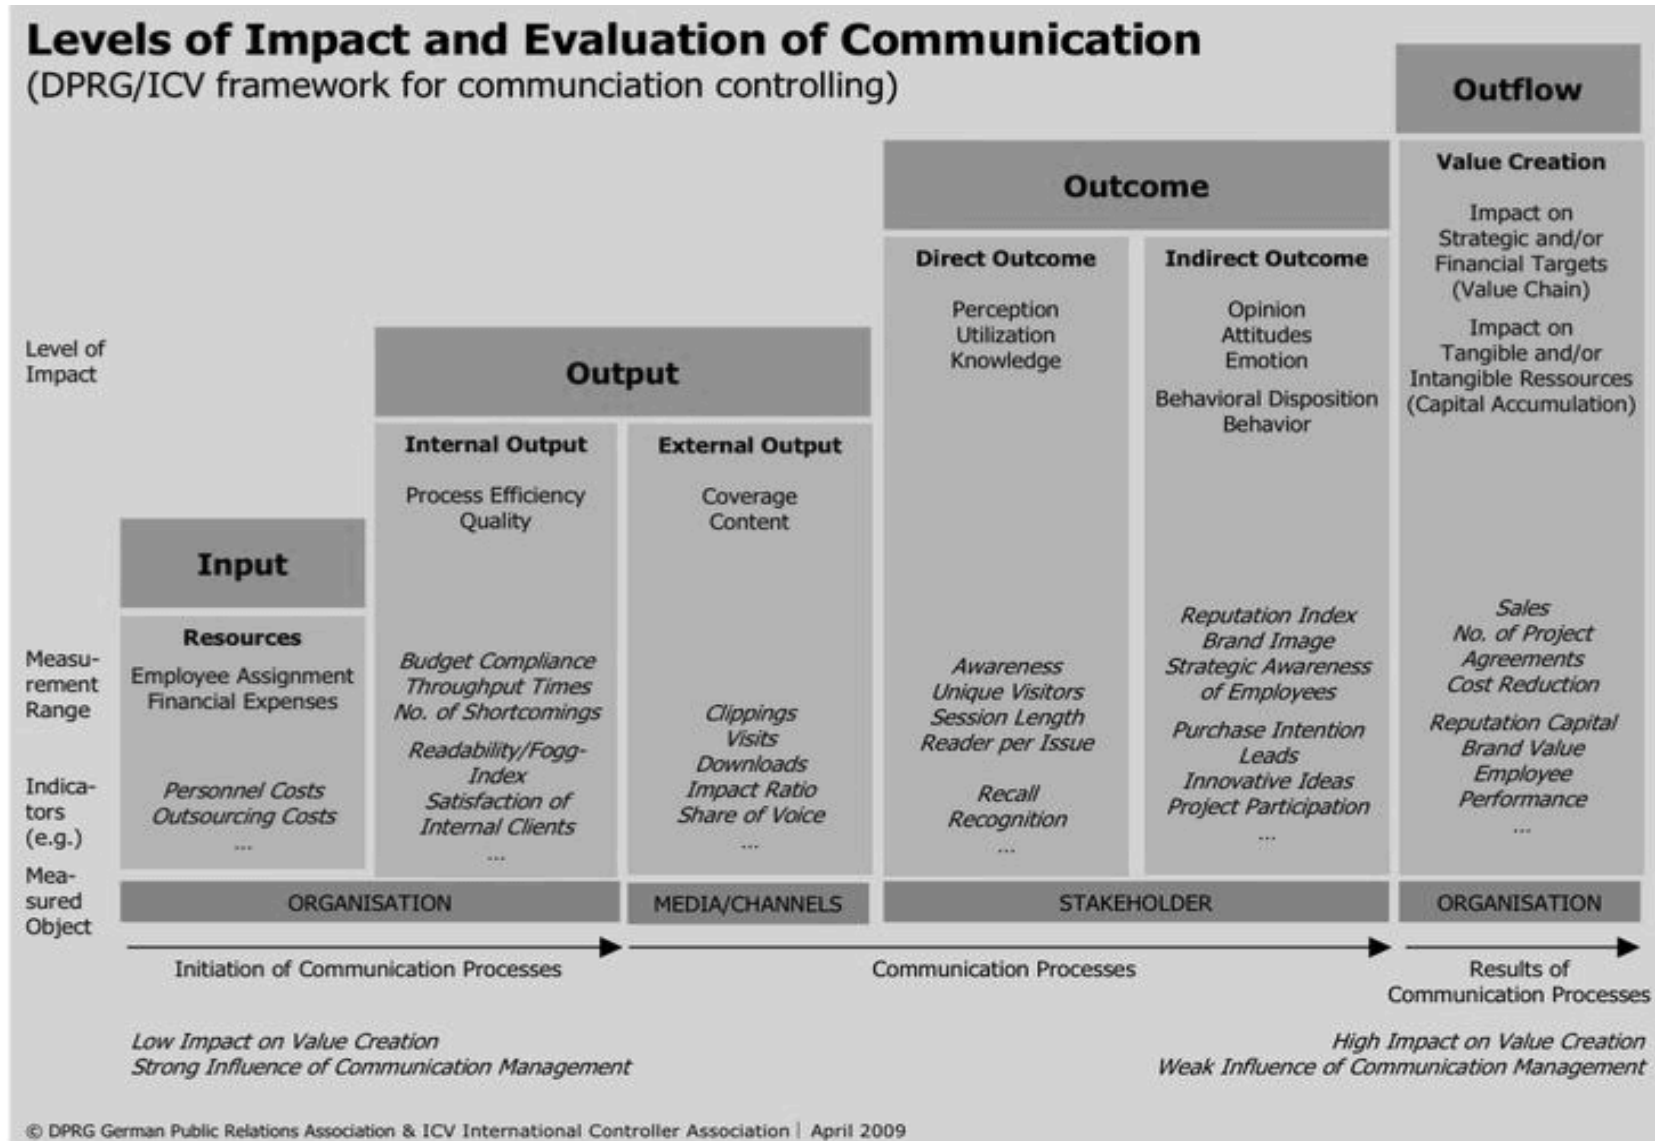 Levels of Impact and Evaluation of Communication
(DPRG/ICV framework for communciation controlling)
Level of
Impact
Measu-
rement
Range
Indica-
tors
(e.g.)
Mea-
sured
Object
Input
Resources
Employee Assignment
Financial Expenses
Personnel Costs
Outsourcing Costs
...
Output
Internal Output
Process Efficiency
Quality
Budget Compliance
Throughput Times
No. of Shortcomings
Readability/Fogg-
Index
Satisfaction of
Internal Clients
...
External Output
Coverage
Content
Clippings
Visits
Downloads
Impact Ratio
Share of Voice
...
Outcome
Direct Outcome
Perception
Utilization
Knowledge
Awareness
Unique Visitors
Session Length
Reader per Issue
Recall
Recognition
...
Indirect Outcome
Opinion
Attitudes
Emotion
Behavioral Disposition
Behavior
Reputation Index
Brand Image
Strategic Awareness
of Employees
Purchase Intention
Leads
Innovative Ideas
Project Participation
...
Outflow
Value Creation
Impact on
Strategic and/or
Financial Targets
(Value Chain)
Impact on
Tangible and/or
Intangible Ressources
(Capital Accumulation)
Sales
No. of Project
Agreements
Cost Reduction
Reputation Capital
Brand Value
Employee
Performance
...
ORGANISATION
MEDIA/CHANNELS
STAKEHOLDER
ORGANISATION
Initiation of Communication Processes
Communication Processes
Results of
Communication Processes
Low Impact on Value Creation
Strong Influence of Communication Management
High Impact on Value Creation
Weak Influence of Communication Management
© DPRG German Public Relations Association & ICV International Controller Association | April 2009